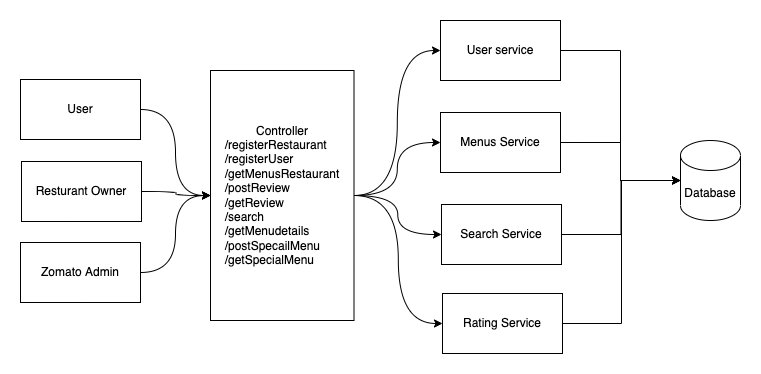 User
Resturant Owner
Zomato Admin
Controller
/registerRestaurant
/registerUser
/getMenusRestaurant
/postReview
/getReview
/search
/getMenudetails
/postSpecailMenu
/getSpecialMenu
User service
Menus Service
Search Service
Rating Service
Database